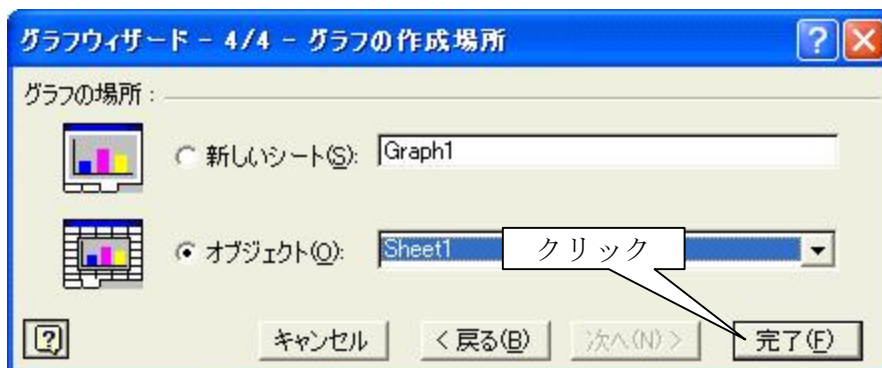 グラフウィザード - 4/4 - グラフの作成場所
グラフの場所:
新しいシート(S): Graph1
オブジェクト(O): Sheet1
クリック
キャンセル < 戻る(B) 次へ(N) > 完了(F)